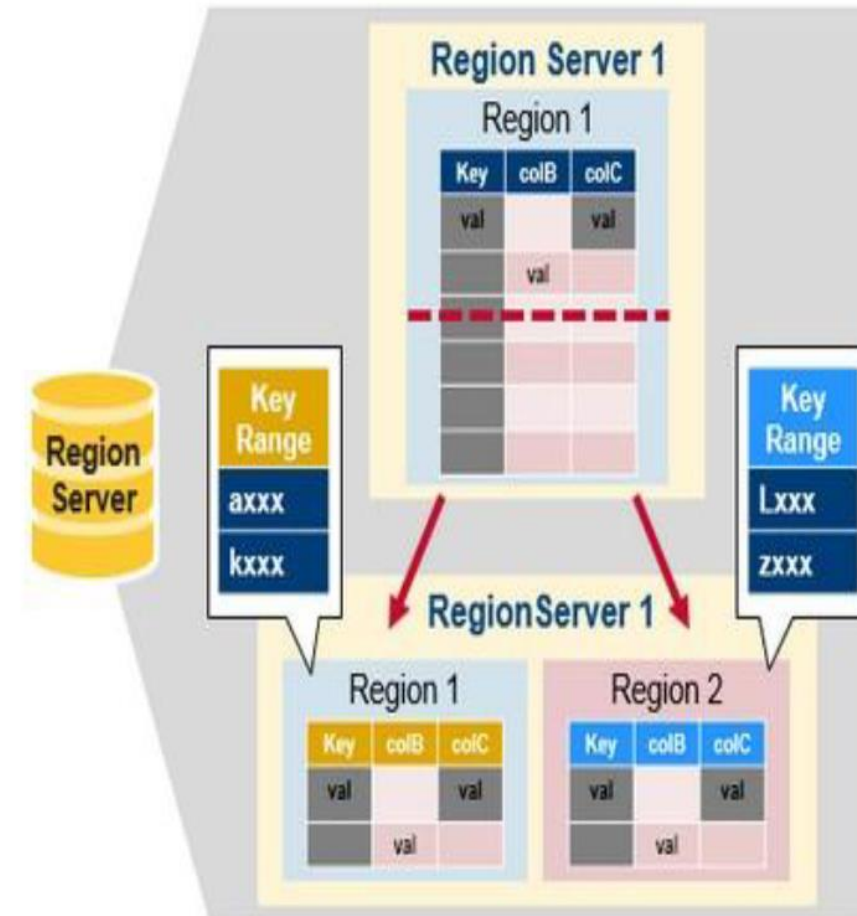 Region Server 1
Region 1
Key colB colC
val val
val
Region
Server
Key
Range
axxx
kxxx
Key
Range
Lxxx
zxxx
RegionServer 1
Region 1
Key colB colC
val val
val
Region 2
Key colB colC
val val
val